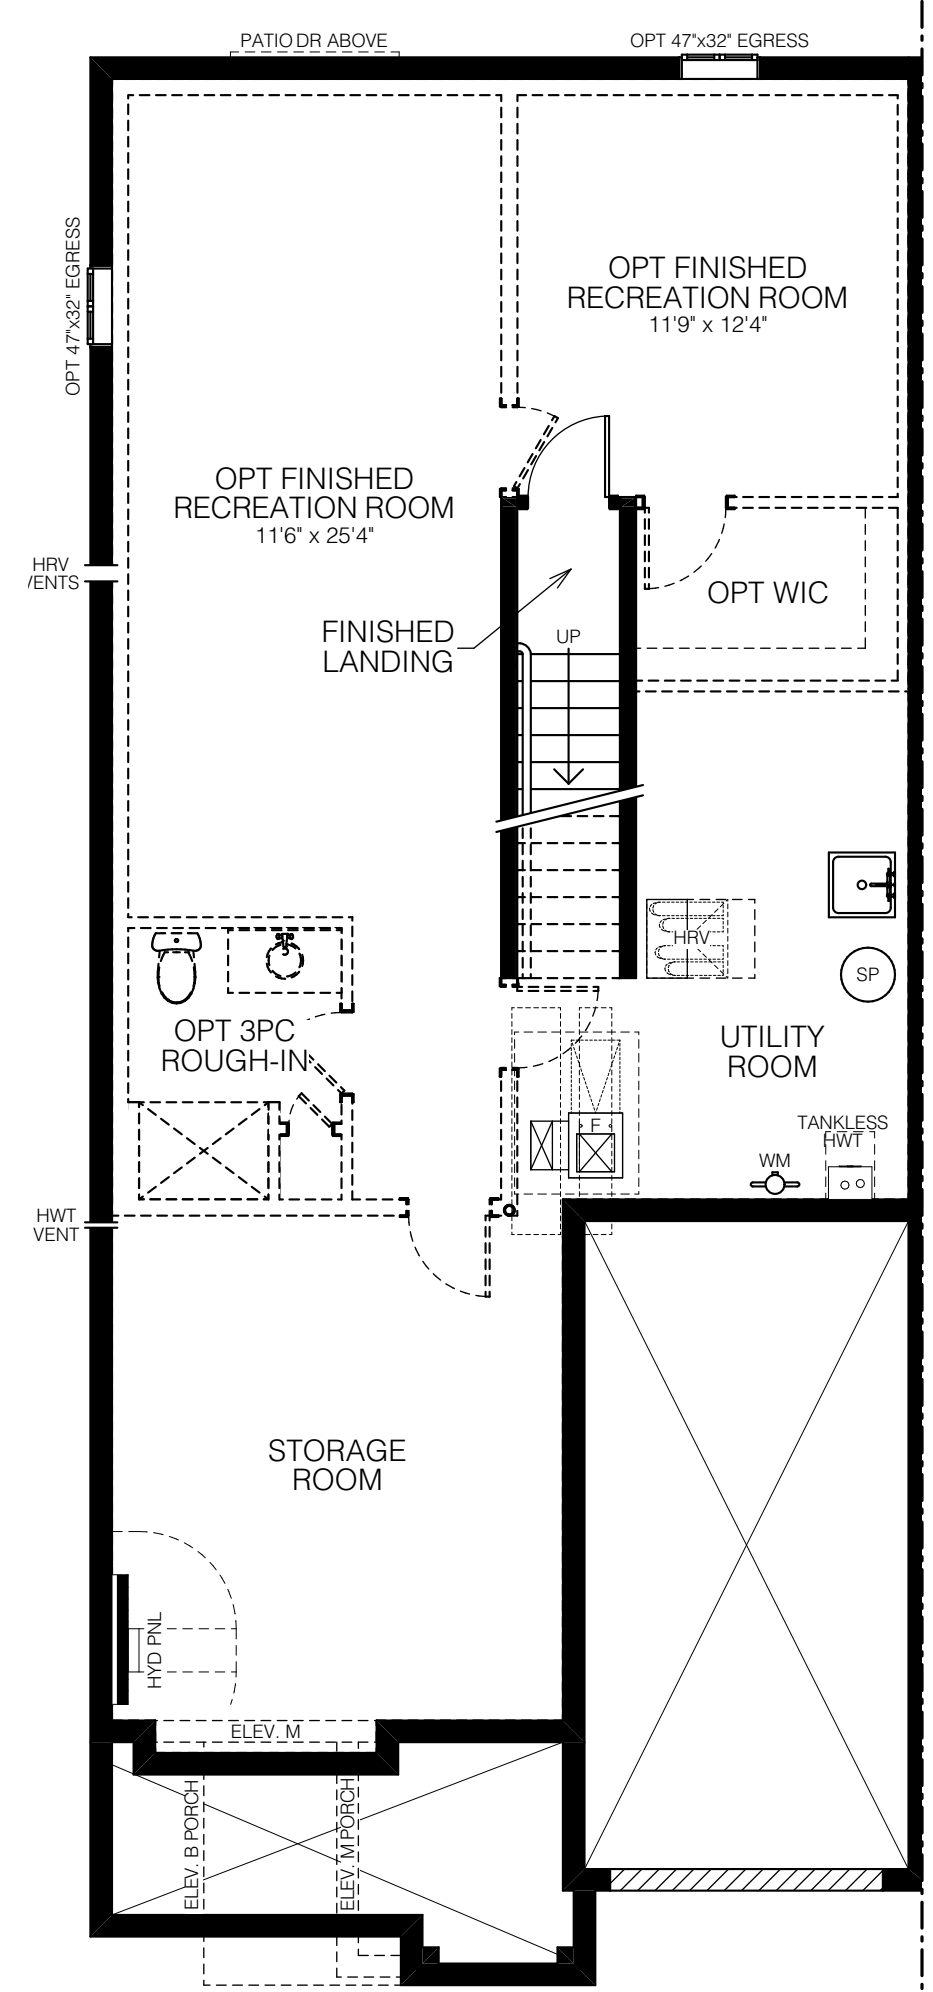 PATIO DR ABOVE
OPT 47"x32" EGRESS
OPT 47"x32" EGRESS
OPT FINISHED
RECREATION ROOM
11'9" x 12'4"
OPT FINISHED
RECREATION ROOM
11'6" x 25'4"
HRV
VENTS
OPT WIC
FINISHED
LANDING
UP
HRV
SP
OPT 3PC
ROUGH-IN
UTILITY
ROOM
F
TANKLESS
HWT
WM
HWT
VENT
STORAGE
ROOM
HYD PNL
ELEV. M
ELEV. B PORCH
ELEV. M PORCH